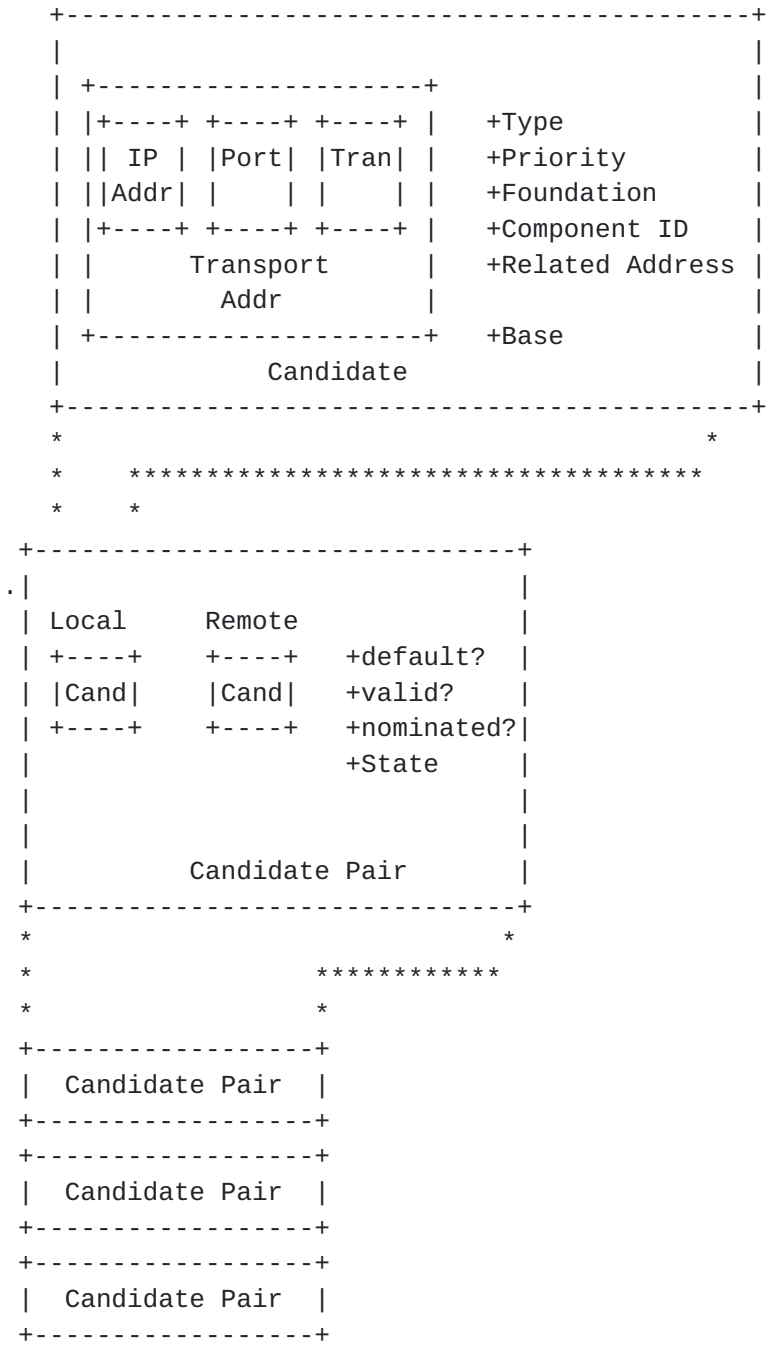 +--------------------------------------------+
|                                            |
| +---------------------+                    |
| |+----+ +----+ +----+ |   +Type            |
| || IP | |Port| |Tran| |   +Priority        |
| ||Addr| |    | |    | |   +Foundation      |
| |+----+ +----+ +----+ |   +Component ID    |
| |      Transport      |   +Related Address |
| |        Addr         |                    |
| +---------------------+   +Base            |
|             Candidate                      |
+--------------------------------------------+
*                                         *
*    *************************************
*    *
+-------------------------------+
.|                               |
| Local     Remote              |
| +----+    +----+   +default?  |
| |Cand|    |Cand|   +valid?    |
| +----+    +----+   +nominated?|
|                    +State     |
|                               |
|                               |
|          Candidate Pair       |
+-------------------------------+
*                              *
*                  ************
*                  *
+------------------+
|  Candidate Pair  |
+------------------+
+------------------+
|  Candidate Pair  |
+------------------+
+------------------+
|  Candidate Pair  |
+------------------+